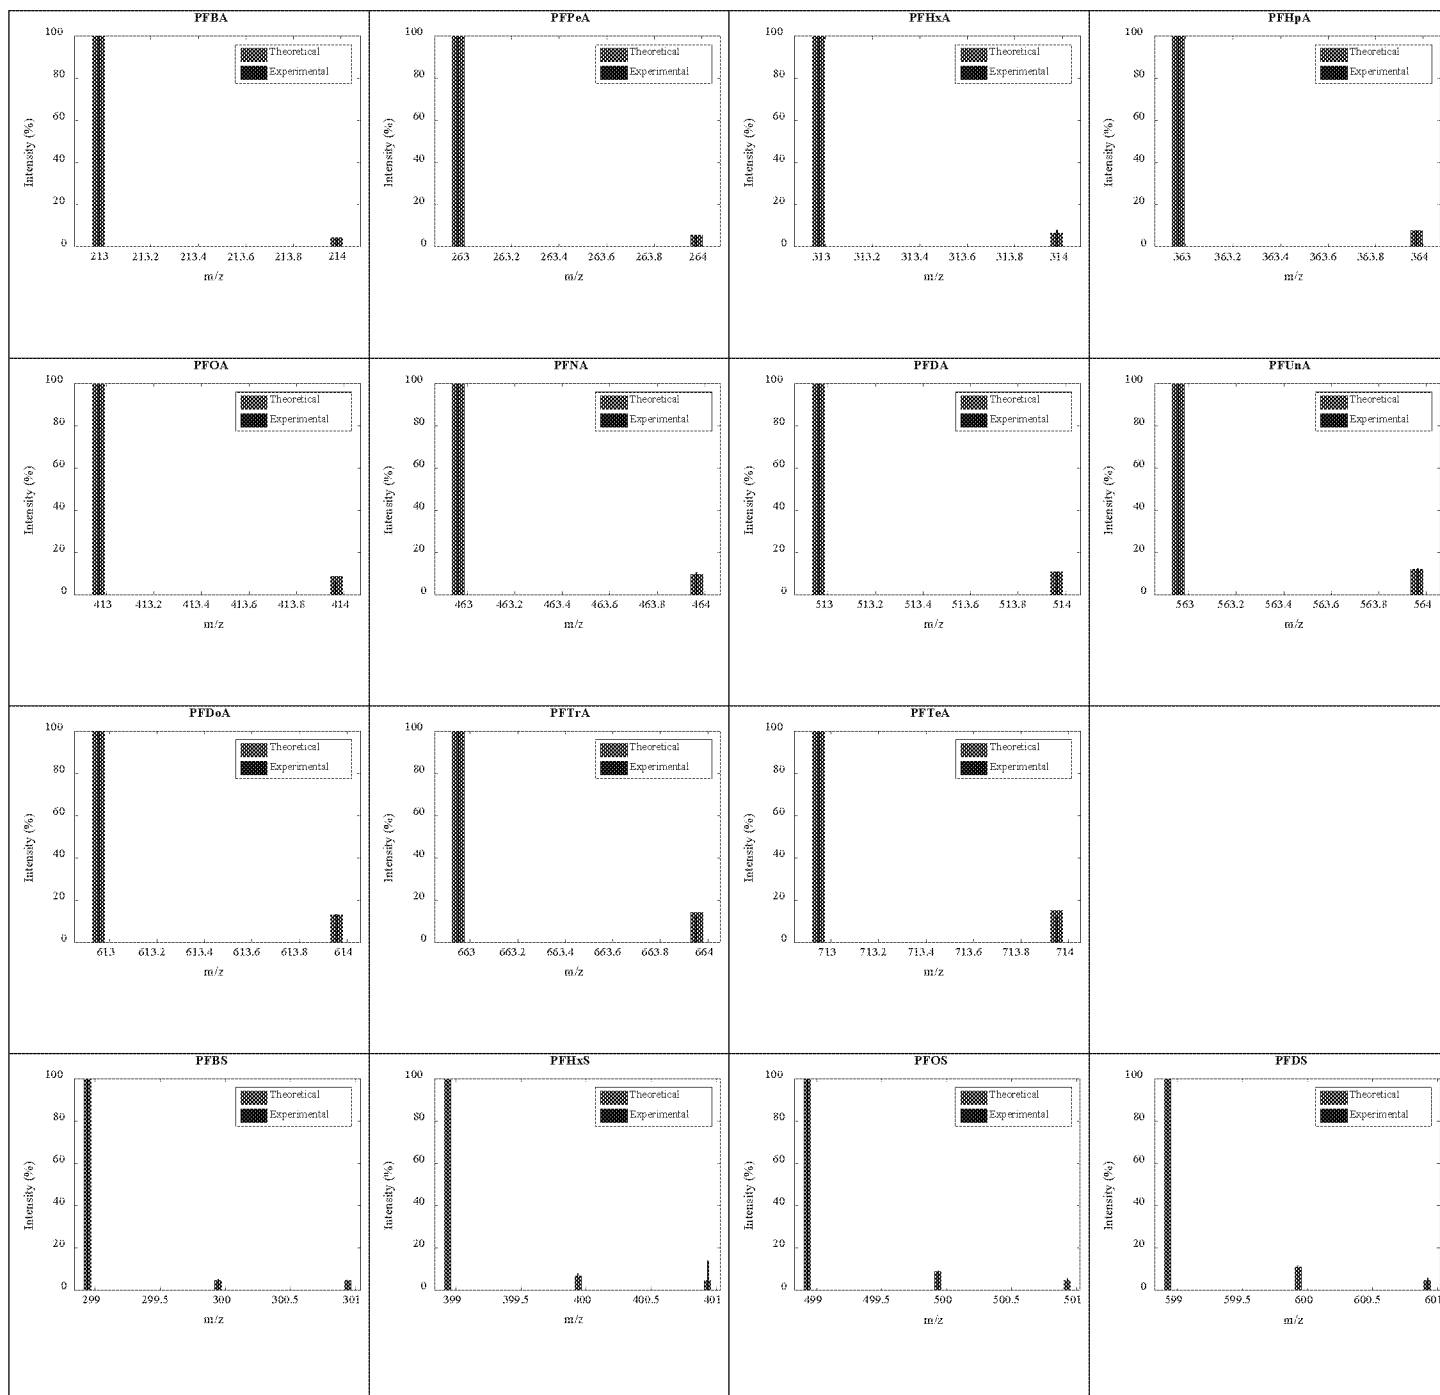 PFBA
100
Theoretical
80
Experimental
60
Intensity (%)
40
20
0
213 213.2 213.4 213.6 213.8 214
m/z
PFPeA
100
Theoretical
80
Experimental
60
Intensity (%)
40
20
0
263 263.2 263.4 263.6 263.8 264
m/z
PFHxA
100
Theoretical
80
Experimental
60
Intensity (%)
40
20
0
313 313.2 313.4 313.6 313.8 314
m/z
PFHpA
100
Theoretical
80
Experimental
60
Intensity (%)
40
20
0
363 363.2 363.4 363.6 363.8 364
m/z
PFOA
100
Theoretical
80
Experimental
60
Intensity (%)
40
20
0
413 413.2 413.4 413.6 413.8 414
m/z
PFNA
100
Theoretical
80
Experimental
60
Intensity (%)
40
20
0
463 463.2 463.4 463.6 463.8 464
m/z
PFDA
100
Theoretical
80
Experimental
60
Intensity (%)
40
20
0
513 513.2 513.4 513.6 513.8 514
m/z
PFUnA
100
Theoretical
80
Experimental
60
Intensity (%)
40
20
0
563 563.2 563.4 563.6 563.8 564
m/z
PFDoA
100
Theoretical
80
Experimental
60
Intensity (%)
40
20
0
613 613.2 613.4 613.6 613.8 614
m/z
PFTrA
100
Theoretical
80
Experimental
60
Intensity (%)
40
20
0
663 663.2 663.4 663.6 663.8 664
m/z
PFTeA
100
Theoretical
80
Experimental
60
Intensity (%)
40
20
0
713 713.2 713.4 713.6 713.8 714
m/z
PFBS
100
Theoretical
80
Experimental
60
Intensity (%)
40
20
0
299 299.5 300 300.5 301
m/z
PFHxS
100
Theoretical
80
Experimental
60
Intensity (%)
40
20
0
399 399.5 400 400.5 401
m/z
PFOS
100
Theoretical
80
Experimental
60
Intensity (%)
40
20
0
499 499.5 500 500.5 501
m/z
PFDS
100
Theoretical
80
Experimental
60
Intensity (%)
40
20
0
599 599.5 600 600.5 601
m/z